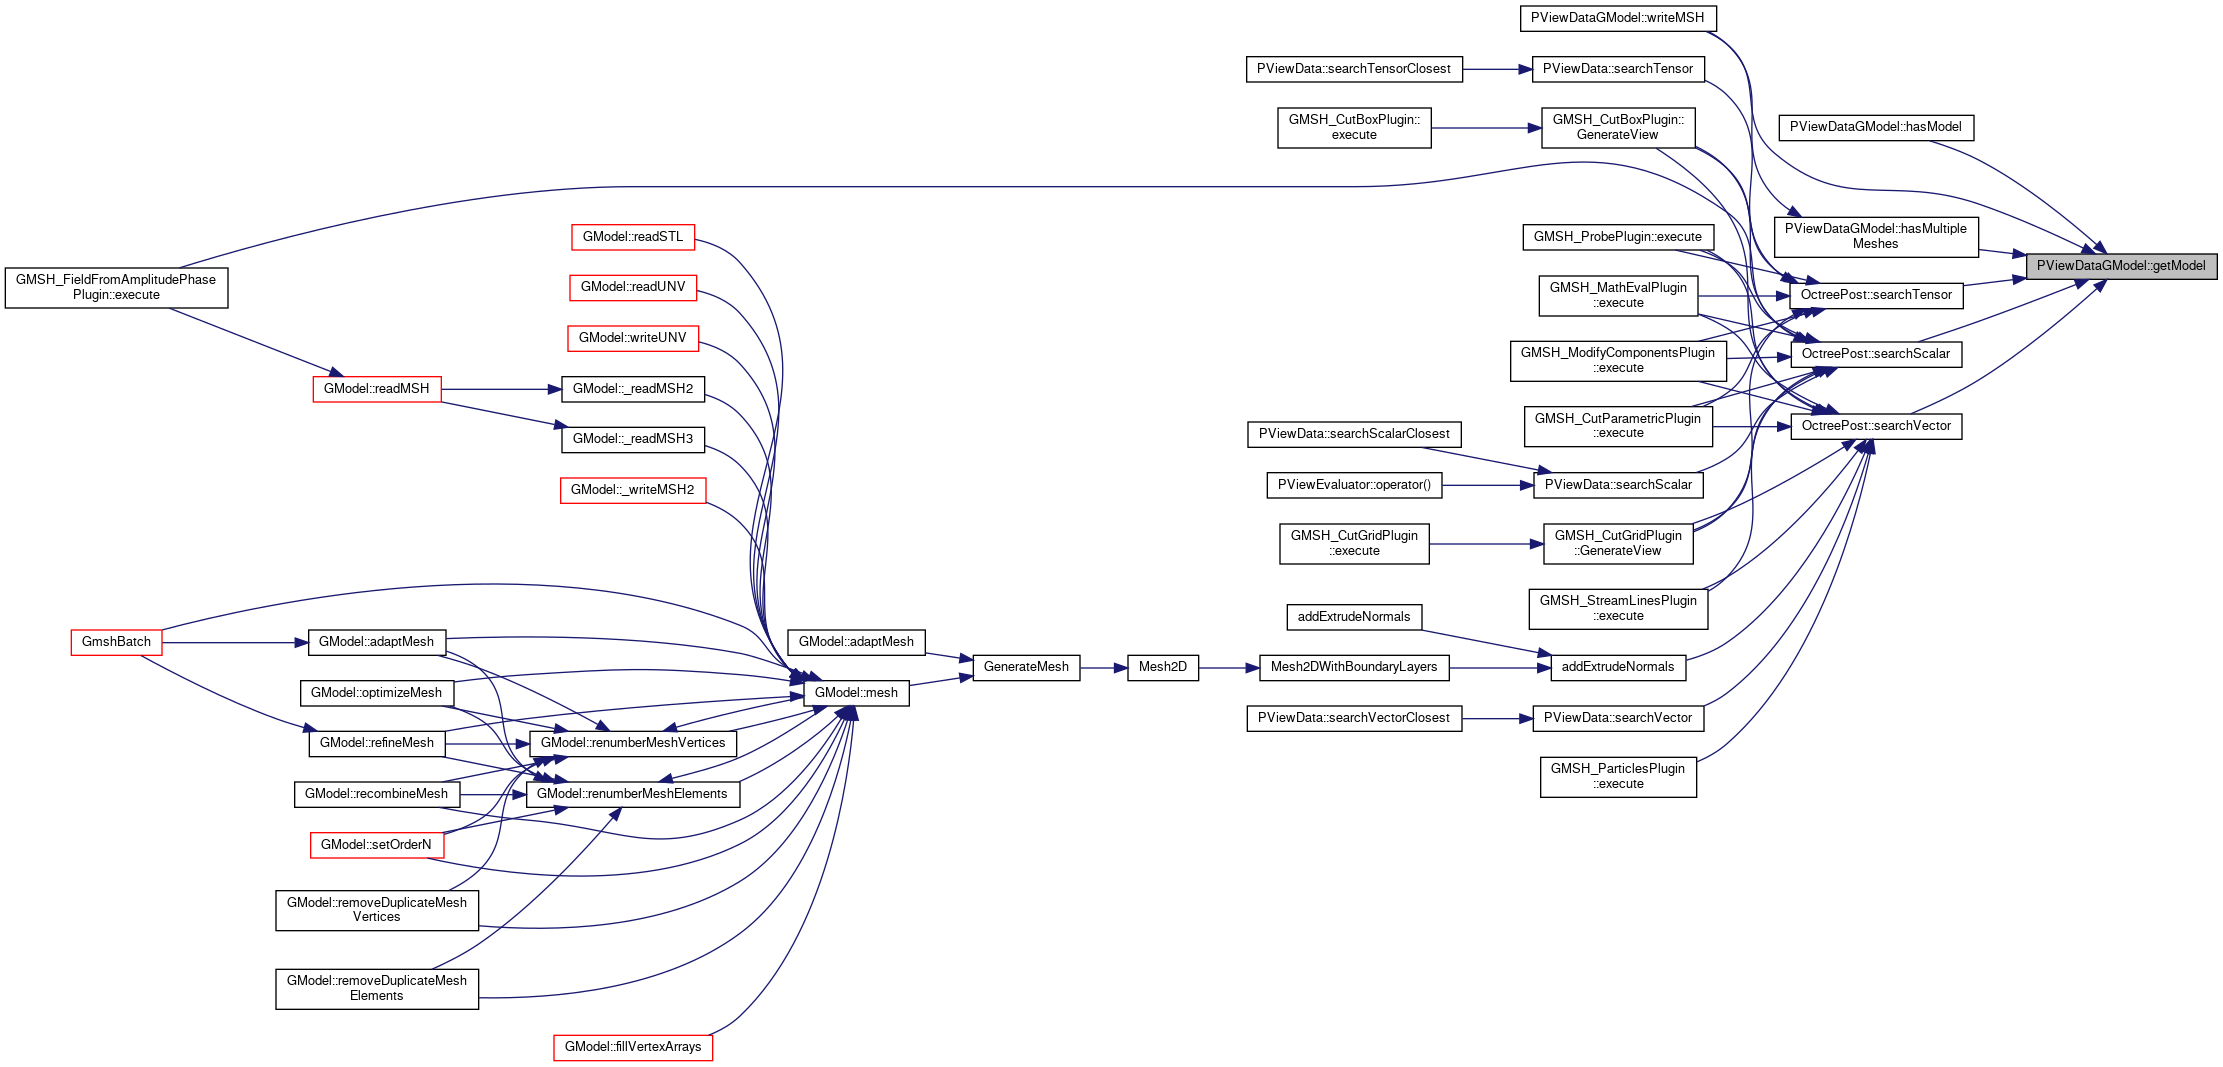 PViewDataGModel::writeMSH
PViewData::searchTensorClosest
PViewData::searchTensor
GMSH_CutBoxPlugin::
execute
GMSH_CutBoxPlugin::
GenerateView
PViewDataGModel::hasModel
GModel::readSTL
GMSH_ProbePlugin::execute
PViewDataGModel::hasMultiple
Meshes
PViewDataGModel::getModel
GMSH_FieldFromAmplitudePhase
Plugin::execute
GModel::readUNV
GMSH_MathEvalPlugin
::execute
OctreePost::searchTensor
GModel::writeUNV
GMSH_ModifyComponentsPlugin
::execute
OctreePost::searchScalar
GModel::readMSH
GModel::_readMSH2
GModel::_readMSH3
GMSH_CutParametricPlugin
::execute
OctreePost::searchVector
PViewData::searchScalarClosest
GModel::_writeMSH2
PViewEvaluator::operator()
PViewData::searchScalar
GMSH_CutGridPlugin
::execute
GMSH_CutGridPlugin
::GenerateView
GMSH_StreamLinesPlugin
::execute
addExtrudeNormals
GmshBatch
GModel::adaptMesh
GModel::adaptMesh
GenerateMesh
Mesh2D
Mesh2DWithBoundaryLayers
addExtrudeNormals
GModel::optimizeMesh
GModel::mesh
PViewData::searchVectorClosest
PViewData::searchVector
GModel::refineMesh
GModel::renumberMeshVertices
GMSH_ParticlesPlugin
::execute
GModel::recombineMesh
GModel::renumberMeshElements
GModel::setOrderN
GModel::removeDuplicateMesh
Vertices
GModel::removeDuplicateMesh
Elements
GModel::fillVertexArrays